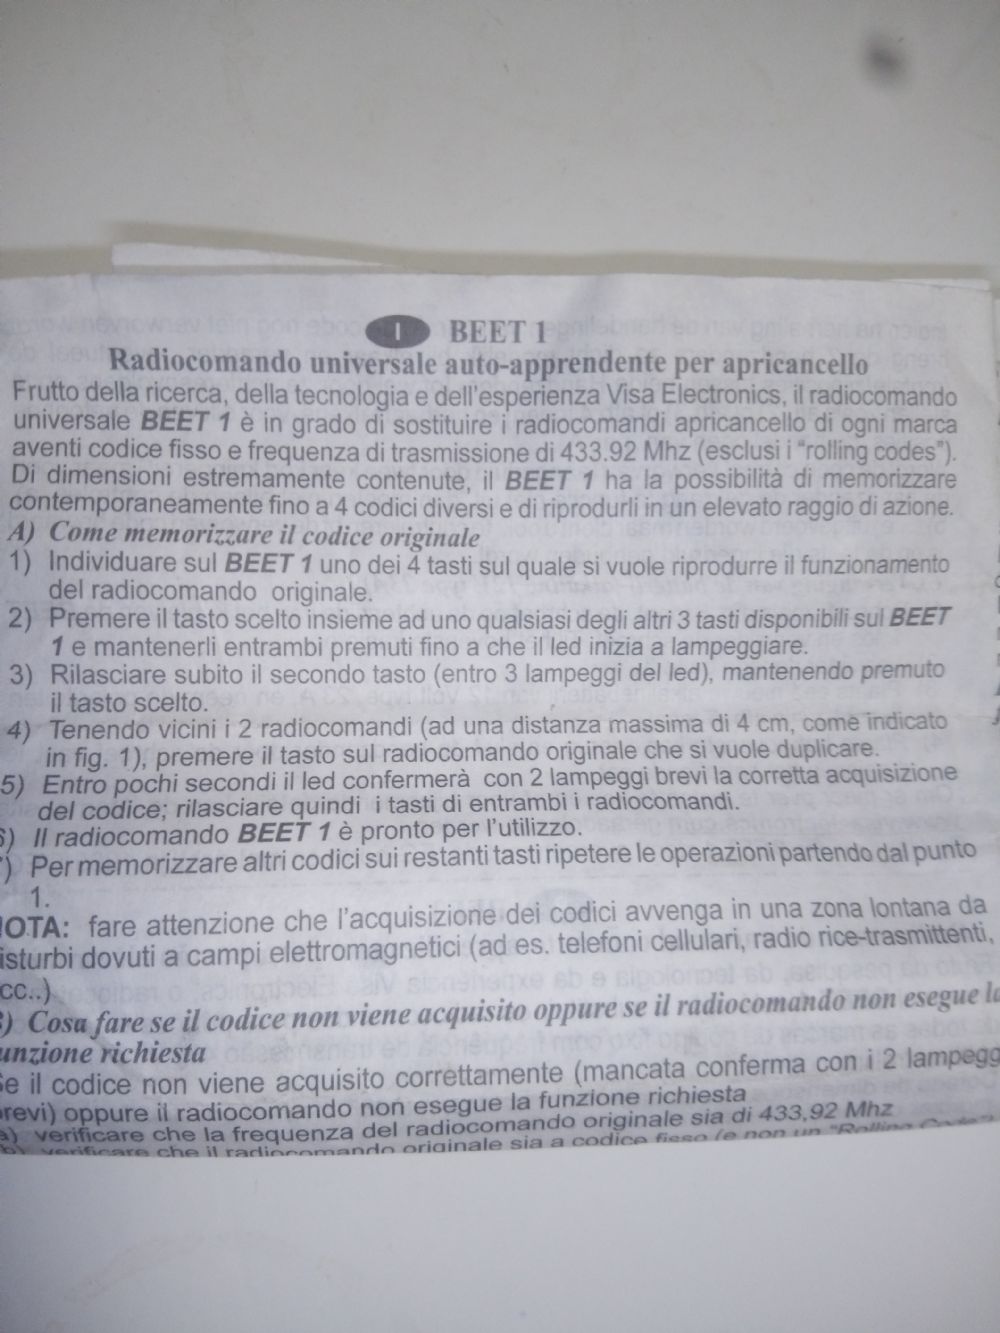 I BEET 1
Radiocomando universale auto-apprendente per apricancello
Frutto della ricerca, della tecnologia e dell'esperienza Visa Electronics, il radiocomando
universale BEET 1 è in grado di sostituire i radiocomandi apricancello di ogni marca
aventi codice fisso e frequenza di trasmissione di 433.92 Mhz (esclusi i "rolling codes").
Di dimensioni estremamente contenute, il BEET 1 ha la possibilità di memorizzare
contemporaneamente fino a 4 codici diversi e di riprodurli in un elevato raggio di azione.
A) Come memorizzare il codice originale
1) Individuare sul BEET 1 uno dei 4 tasti sul quale si vuole riprodurre il funzionamento
del radiocomando originale.
2) Premere il tasto scelto insieme ad uno qualsiasi degli altri 3 tasti disponibili sul BEET
1 e mantenerli entrambi premuti fino a che il led inizia a lampeggiare.
3) Rilasciare subito il secondo tasto (entro 3 lampeggi del led), mantenendo premuto
il tasto scelto.
4) Tenendo vicini i 2 radiocomandi (ad una distanza massima di 4 cm, come indicato
in fig. 1), premere il tasto sul radiocomando originale che si vuole duplicare.
5) Entro pochi secondi il led confermerà con 2 lampeggi brevi la corretta acquisizione
del codice; rilasciare quindi i tasti di entrambi i radiocomandi.
) Il radiocomando BEET 1 è pronto per l'utilizzo.
) Per memorizzare altri codici sui restanti tasti ripetere le operazioni partendo dal punto
1.
OTA: fare attenzione che l'acquisizione dei codici avvenga in una zona lontana da
isturbi dovuti a campi elettromagnetici (ad es. telefoni cellulari, radio rice-trasmittenti,
cc..)
) Cosa fare se il codice non viene acquisito oppure se il radiocomando non esegue la
unzione richiesta
e il codice non viene acquisito correttamente (mancata conferma con i 2 lampegg
revi) oppure il radiocomando non esegue la funzione richiesta
a) verificare che la frequenza del radiocomando originale sia di 433,92 Mhz
b) verificare che il radiocomando originale sia a codice fisso (e non un "Rolling Code"